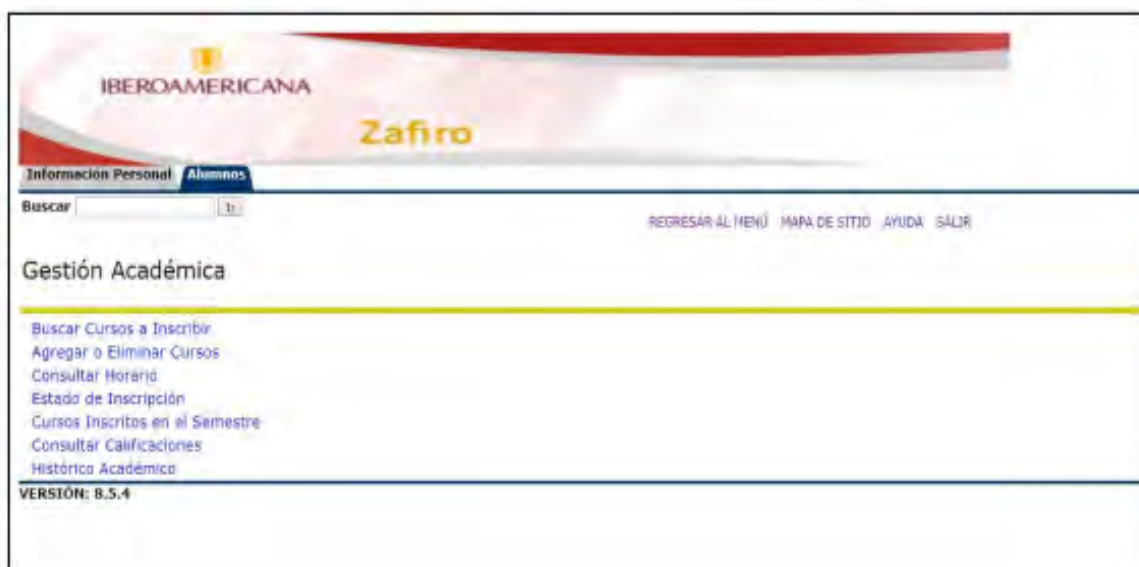 IBEROAMERICANA
Zafiro
Información Personal Alumnos
Buscar Ir
REGRESAR AL MENÚ MAPA DE SITIO AYUDA SALIR
Gestión Académica
Buscar Cursos a Inscribir
Agregar o Eliminar Cursos
Consultar Horario
Estado de Inscripción
Cursos Inscritos en el Semestre
Consultar Calificaciones
Histórico Académico
VERSIÓN: 8.5.4